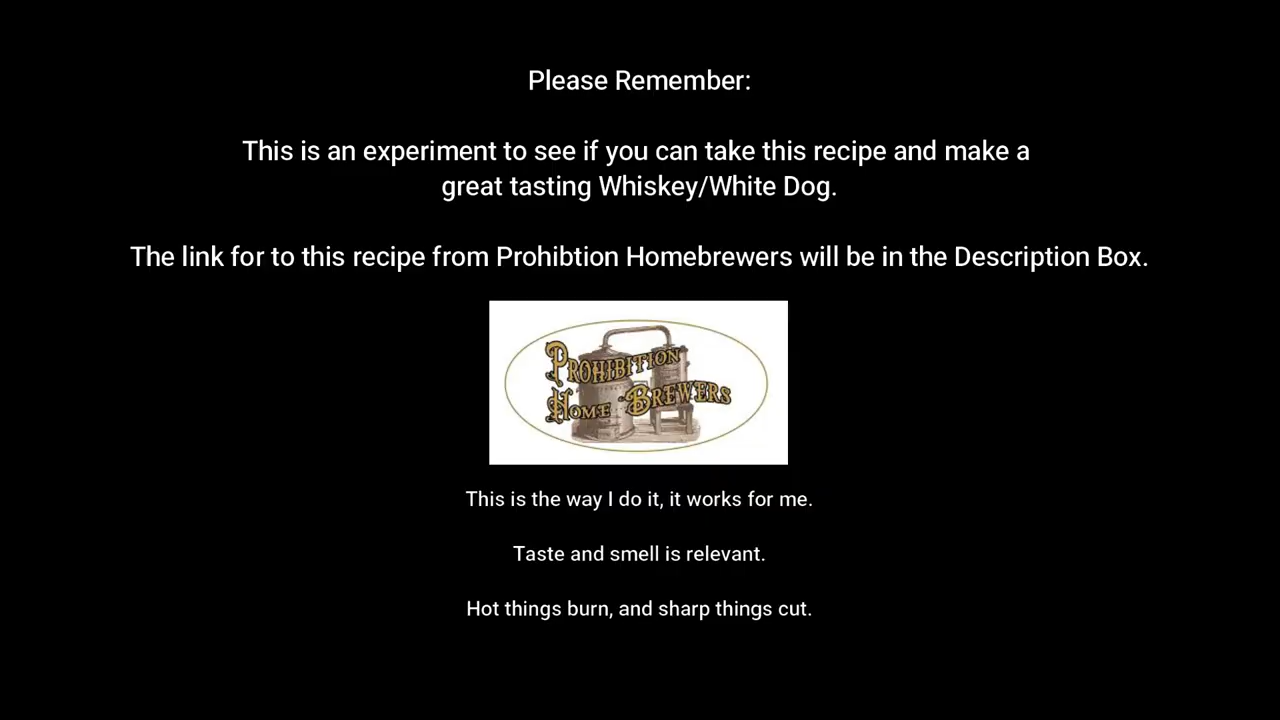 Please Remember:
This is an experiment to see if you can take this recipe and make a
great tasting Whiskey/White Dog.
The link for to this recipe from Prohibtion Homebrewers will be in the Description Box.
PROHIBITION
HOME BREWERS
This is the way I do it, it works for me.
Taste and smell is relevant.
Hot things burn, and sharp things cut.